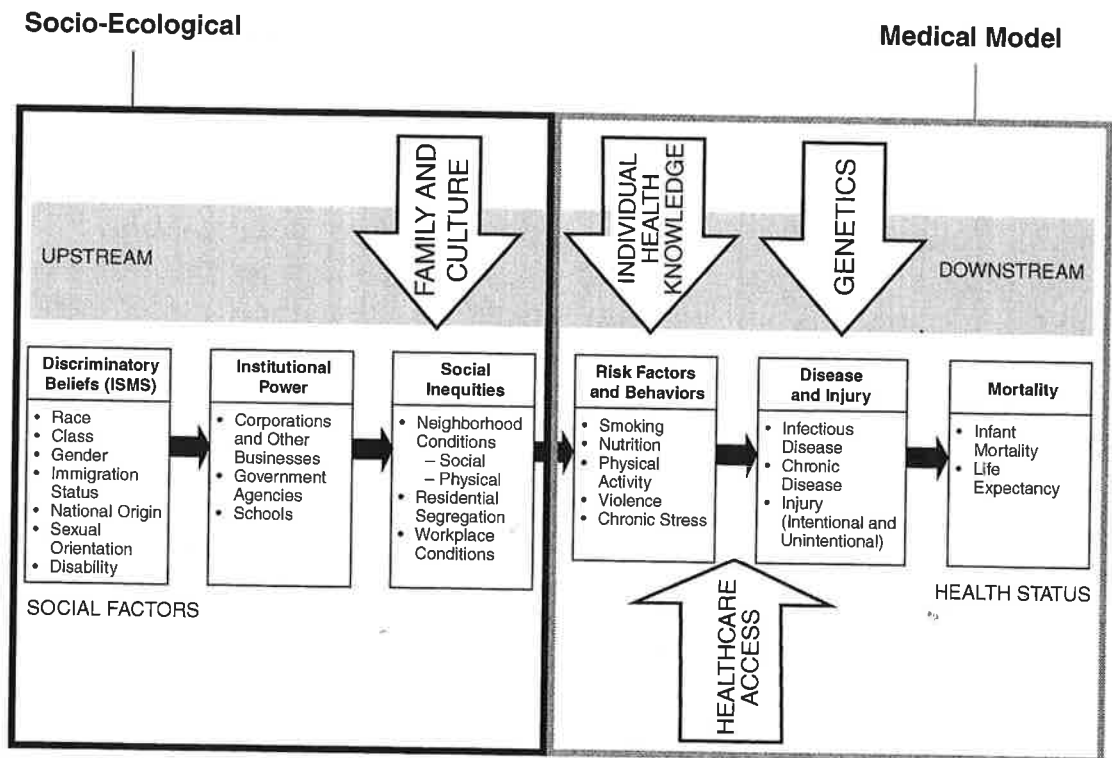 Socio-Ecological
Medical Model
FAMILY AND
CULTURE
INDIVIDUAL
HEALTH
KNOWLEDGE
GENETICS
UPSTREAM
DOWNSTREAM
Discriminatory
Beliefs (ISMS)
• Race
• Class
• Gender
• Immigration
Status
• National Origin
• Sexual
Orientation
• Disability
Institutional
Power
• Corporations
and Other
Businesses
• Government
Agencies
• Schools
Social
Inequities
• Neighborhood
Conditions
– Social
– Physical
• Residential
Segregation
• Workplace
Conditions
Risk Factors
and Behaviors
• Smoking
• Nutrition
• Physical
Activity
• Violence
• Chronic Stress
Disease
and Injury
• Infectious
Disease
• Chronic
Disease
• Injury
(Intentional and
Unintentional)
Mortality
• Infant
Mortality
• Life
Expectancy
SOCIAL FACTORS
HEALTH STATUS
HEALTHCARE
ACCESS